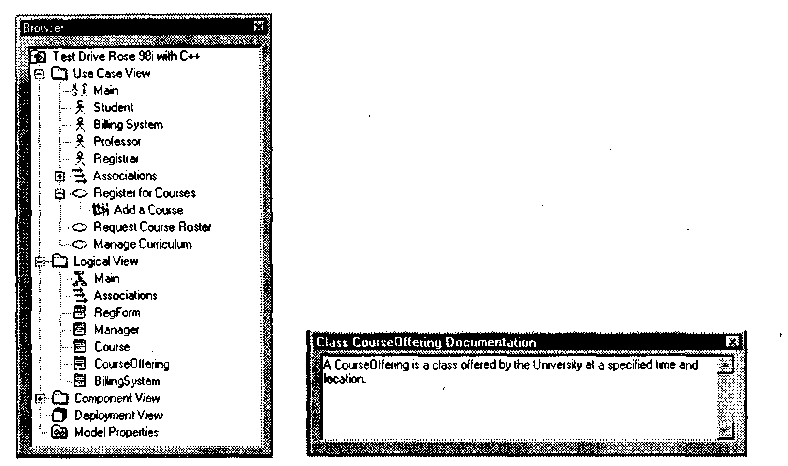 Browser
Test Drive Rose 98i with C++
Use Case View
Main
Student
Billing System
Professor
Registrar
Associations
Register for Courses
Add a Course
Request Course Roster
Manage Curriculum
Logical View
Main
Associations
RegForm
Manager
Course
CourseOffering
BillingSystem
Component View
Deployment View
Model Properties
Class CourseOffering Documentation
A CourseOffering is a class offered by the University at a specified time and
location.